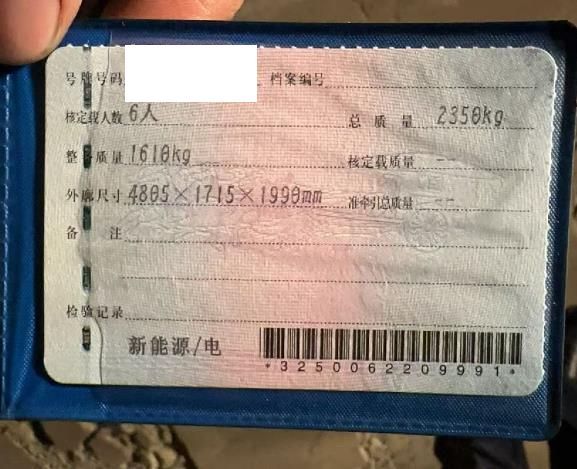 号牌号码 档案编号
核定载人数 6人 总质量 2350kg
整备质量 1610kg 核定载质量 --
外廓尺寸 4805×1715×1990mm 准牵引总质量 --
备注
检验记录
新能源/电
*3250062209991*